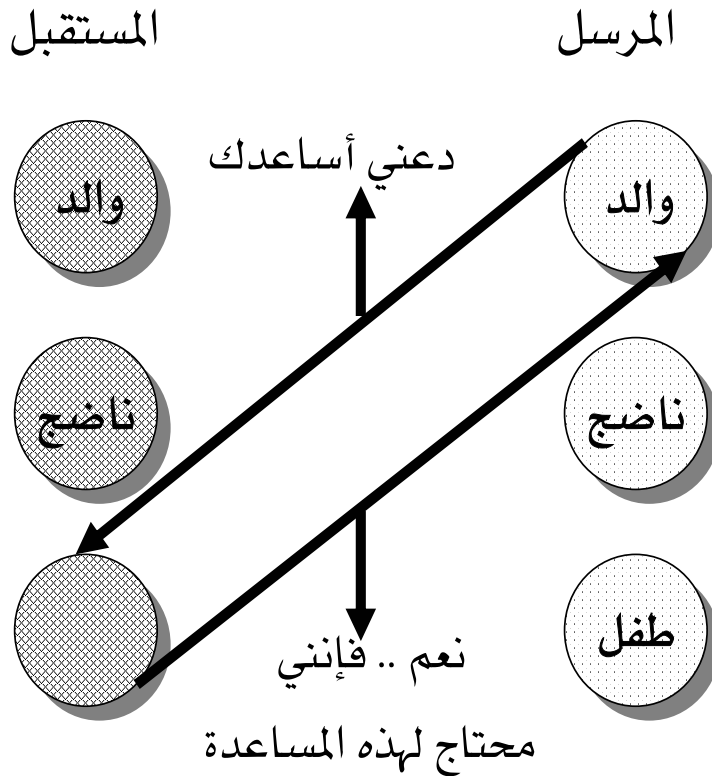 المرسل
المستقبل
دعني أساعدك
والد
والد
ناضج
ناضج
طفل
نعم .. فإنني
محتاج لهذه المساعدة